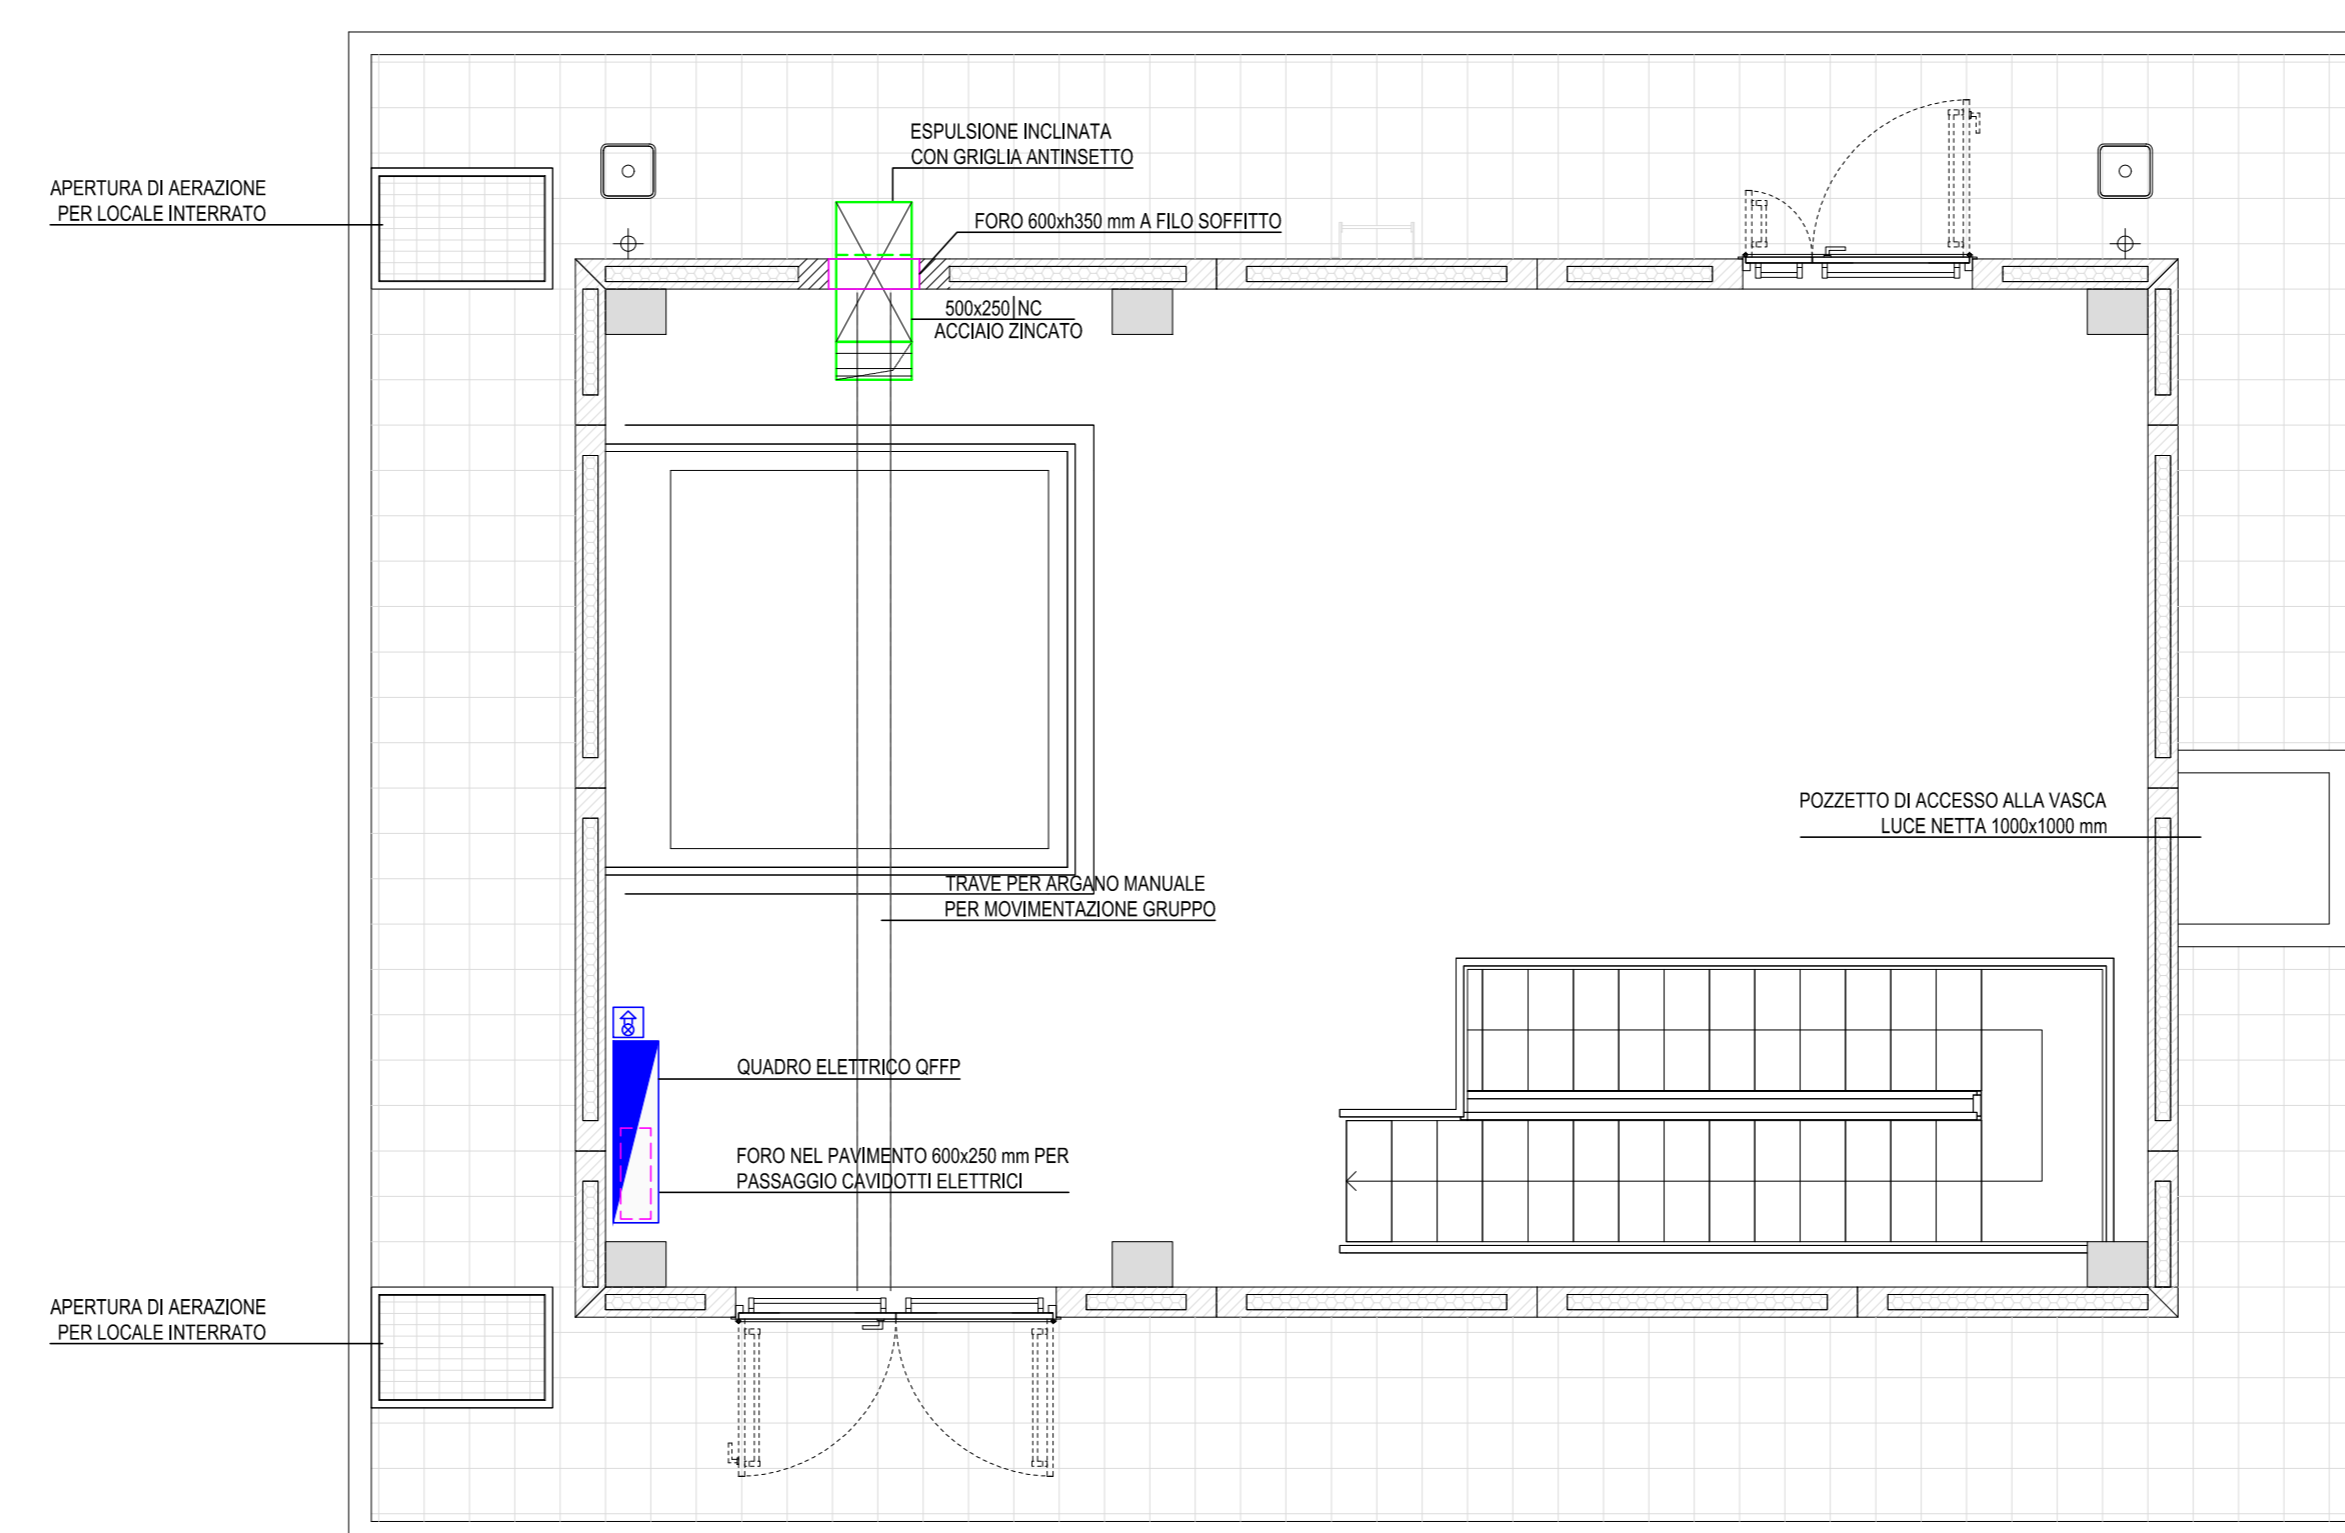 ESPULSIONE INCLINATA
CON GRIGLIA ANTINSETTO
APERTURA DI AERAZIONE
PER LOCALE INTERRATO
FORO 600xh350 mm A FILO SOFFITTO
500x250|NC
ACCIAIO ZINCATO
POZZETTO DI ACCESSO ALLA VASCA
LUCE NETTA 1000x1000 mm
TRAVE PER ARGANO MANUALE
PER MOVIMENTAZIONE GRUPPO
QUADRO ELETTRICO QFFP
FORO NEL PAVIMENTO 600x250 mm PER
PASSAGGIO CAVIDOTTI ELETTRICI
APERTURA DI AERAZIONE
PER LOCALE INTERRATO